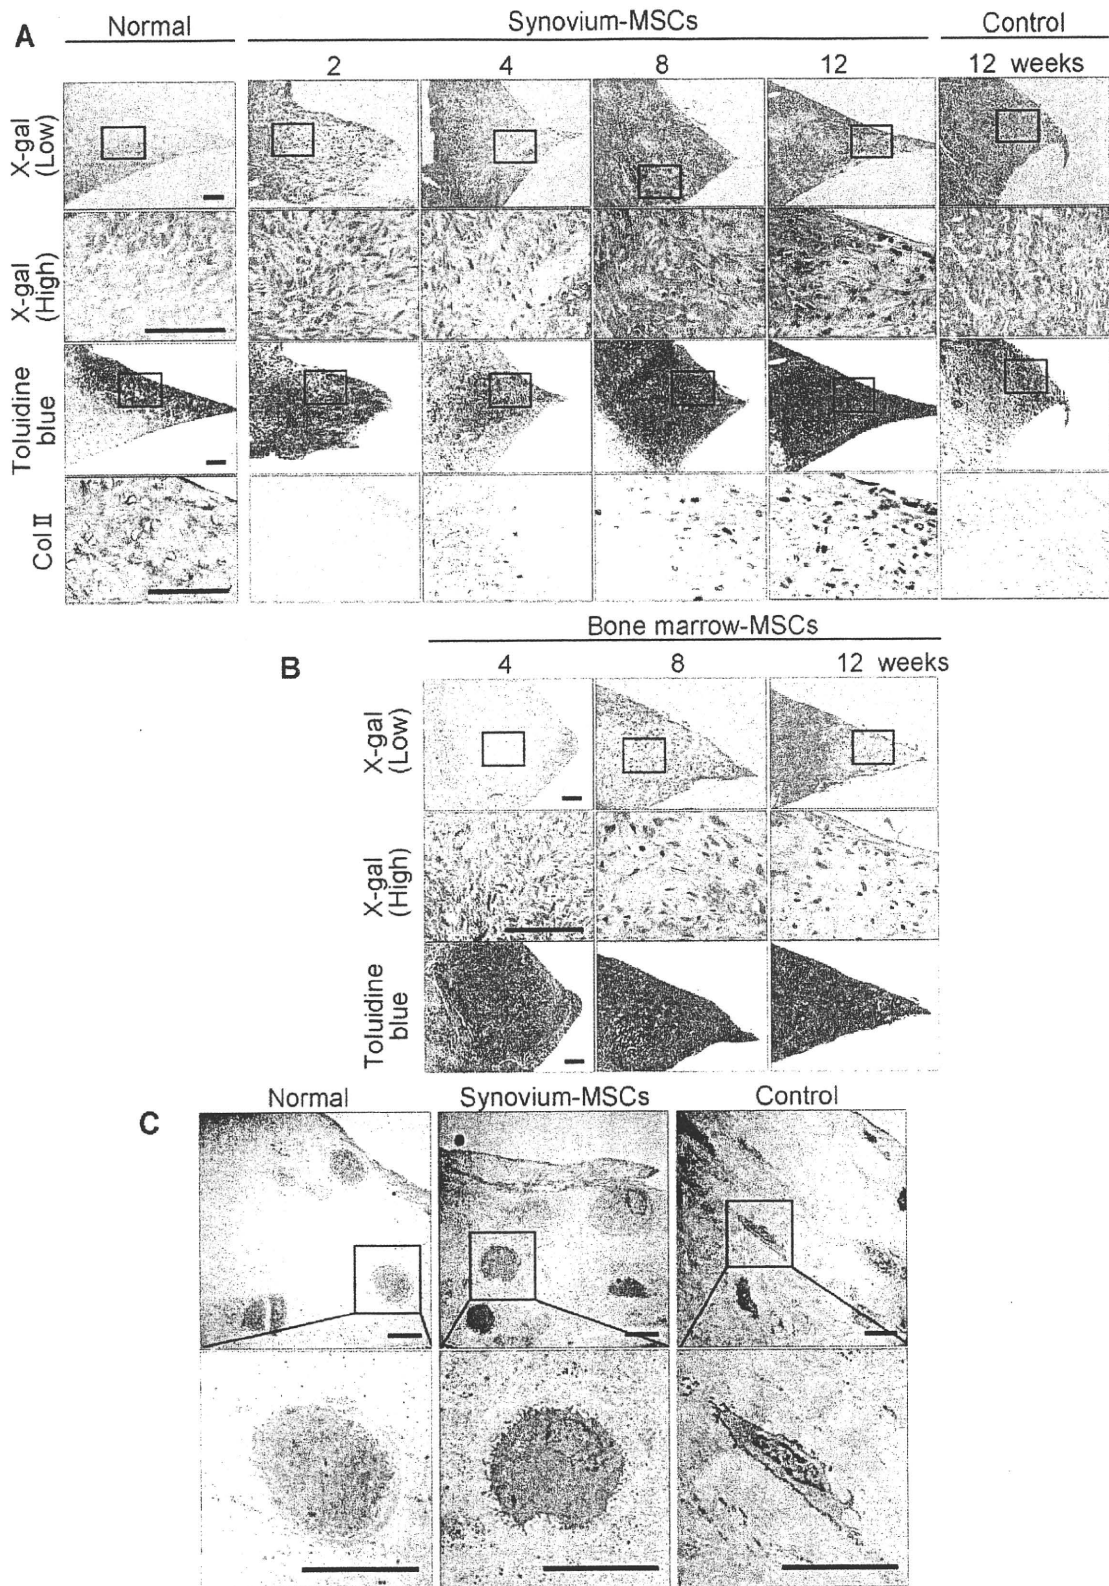 A
Normal
Synovium-MSCs
Control
2
4
8
12
12 weeks
X-gal
(Low)
X-gal
(High)
Toluidine
blue
Col II
B
Bone marrow-MSCs
4
8
12 weeks
X-gal
(Low)
X-gal
(High)
Toluidine
blue
C
Normal
Synovium-MSCs
Control